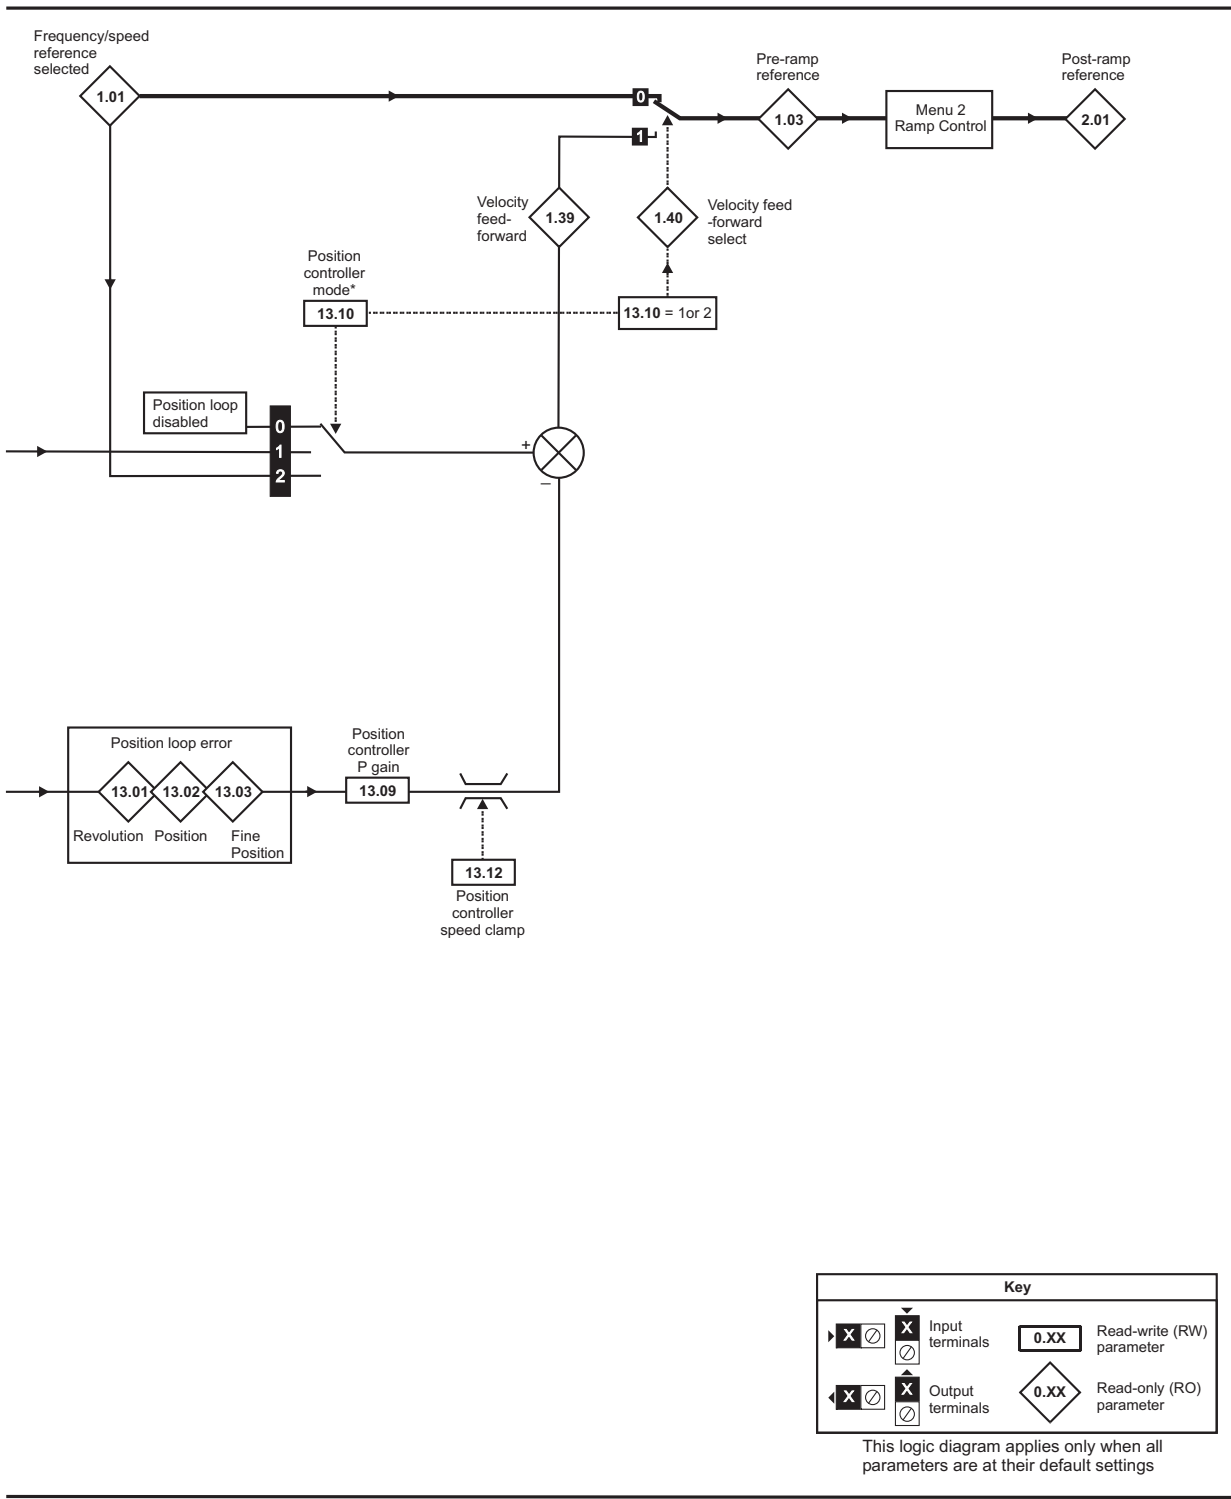 Frequency/speed
reference
selected
1.01
0
1
Pre-ramp
reference
1.03
Menu 2
Ramp Control
Post-ramp
reference
2.01
Velocity
feed-
forward
1.39
1.40
Velocity feed
-forward
select
Position
controller
mode*
13.10
13.10 = 1or 2
Position loop
disabled
0
1
2
+
–
Position loop error
13.01
13.02
13.03
Revolution
Position
Fine
Position
Position
controller
P gain
13.09
13.12
Position
controller
speed clamp
Key
X
X
Input
terminals
0.XX
Read-write (RW)
parameter
X
X
Output
terminals
0.XX
Read-only (RO)
parameter
This logic diagram applies only when all
parameters are at their default settings